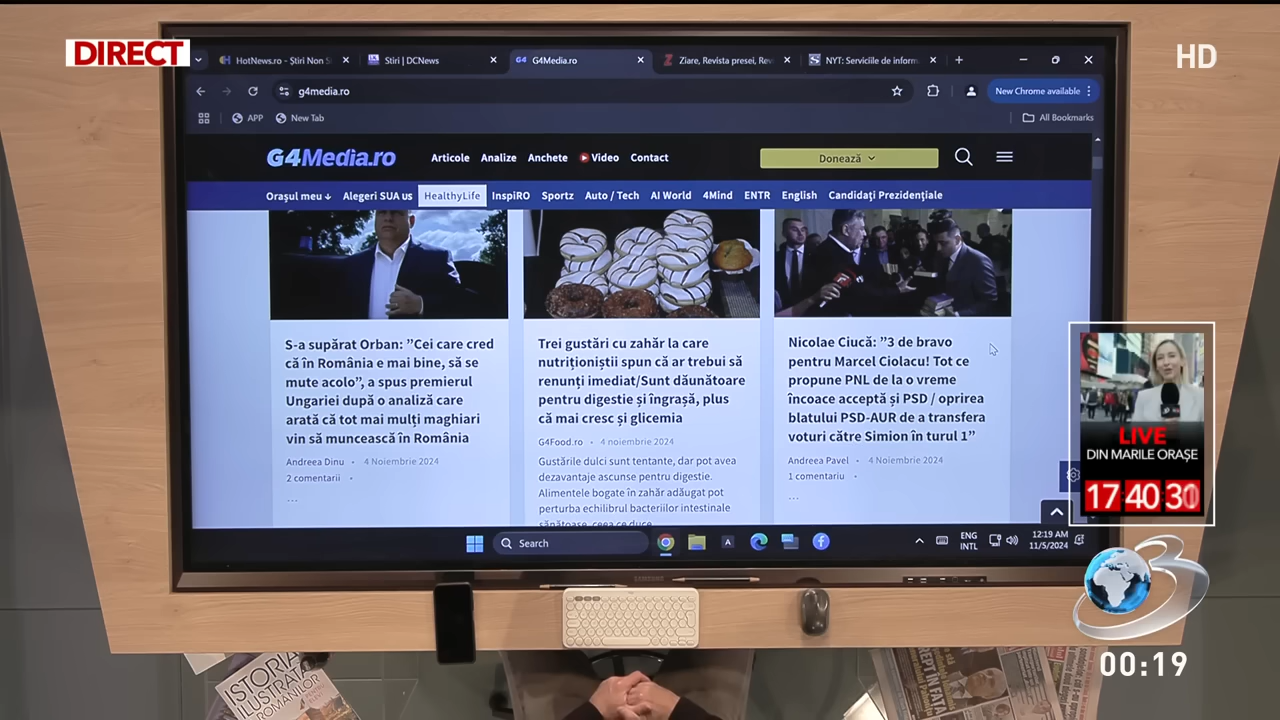 DIRECT
HD
HotNews.ro - Știri Non S
Stiri | DCNews
G4Media.ro
Ziare, Revista presei, Rev
NYT: Serviciile de inform
g4media.ro
New Chrome available
APP
New Tab
All Bookmarks
G4Media.ro
Articole
Analize
Anchete
Video
Contact
Donează
Orașul meu
Alegeri SUA us
HealthyLife
InspiRO
Sportz
Auto / Tech
AI World
4Mind
ENTR
English
Candidați Prezidențiale
S-a supărat Orban: ”Cei care cred
că în România e mai bine, să se
mute acolo”, a spus premierul
Ungariei după o analiză care
arată că tot mai mulți maghiari
vin să muncească în România
Andreea Dinu • 4 Noiembrie 2024
2 comentarii •
...
Trei gustări cu zahăr la care
nutriționiștii spun că ar trebui să
renunți imediat/Sunt dăunătoare
pentru digestie și îngrașă, plus
că mai cresc și glicemia
G4Food.ro • 4 noiembrie 2024
Gustările dulci sunt tentante, dar pot avea
dezavantaje ascunse pentru digestie.
Alimentele bogate în zahăr adăugat pot
perturba echilibrul bacteriilor intestinale
sănătoase, ceea ce duce
Nicolae Ciucă: ”3 de bravo
pentru Marcel Ciolacu! Tot ce
propune PNL de la o vreme
încoace acceptă și PSD / oprirea
blatului PSD-AUR de a transfera
voturi către Simion în turul 1”
Andreea Pavel • 4 Noiembrie 2024
1 comentariu •
...
LIVE
DIN MARILE ORAȘE
17 40 30
Search
ENG
INTL
12:19 AM
11/5/2024
SAMSUNG
3
00:19
ISTORIA
ILUSTRATĂ
ROMÂNILOR